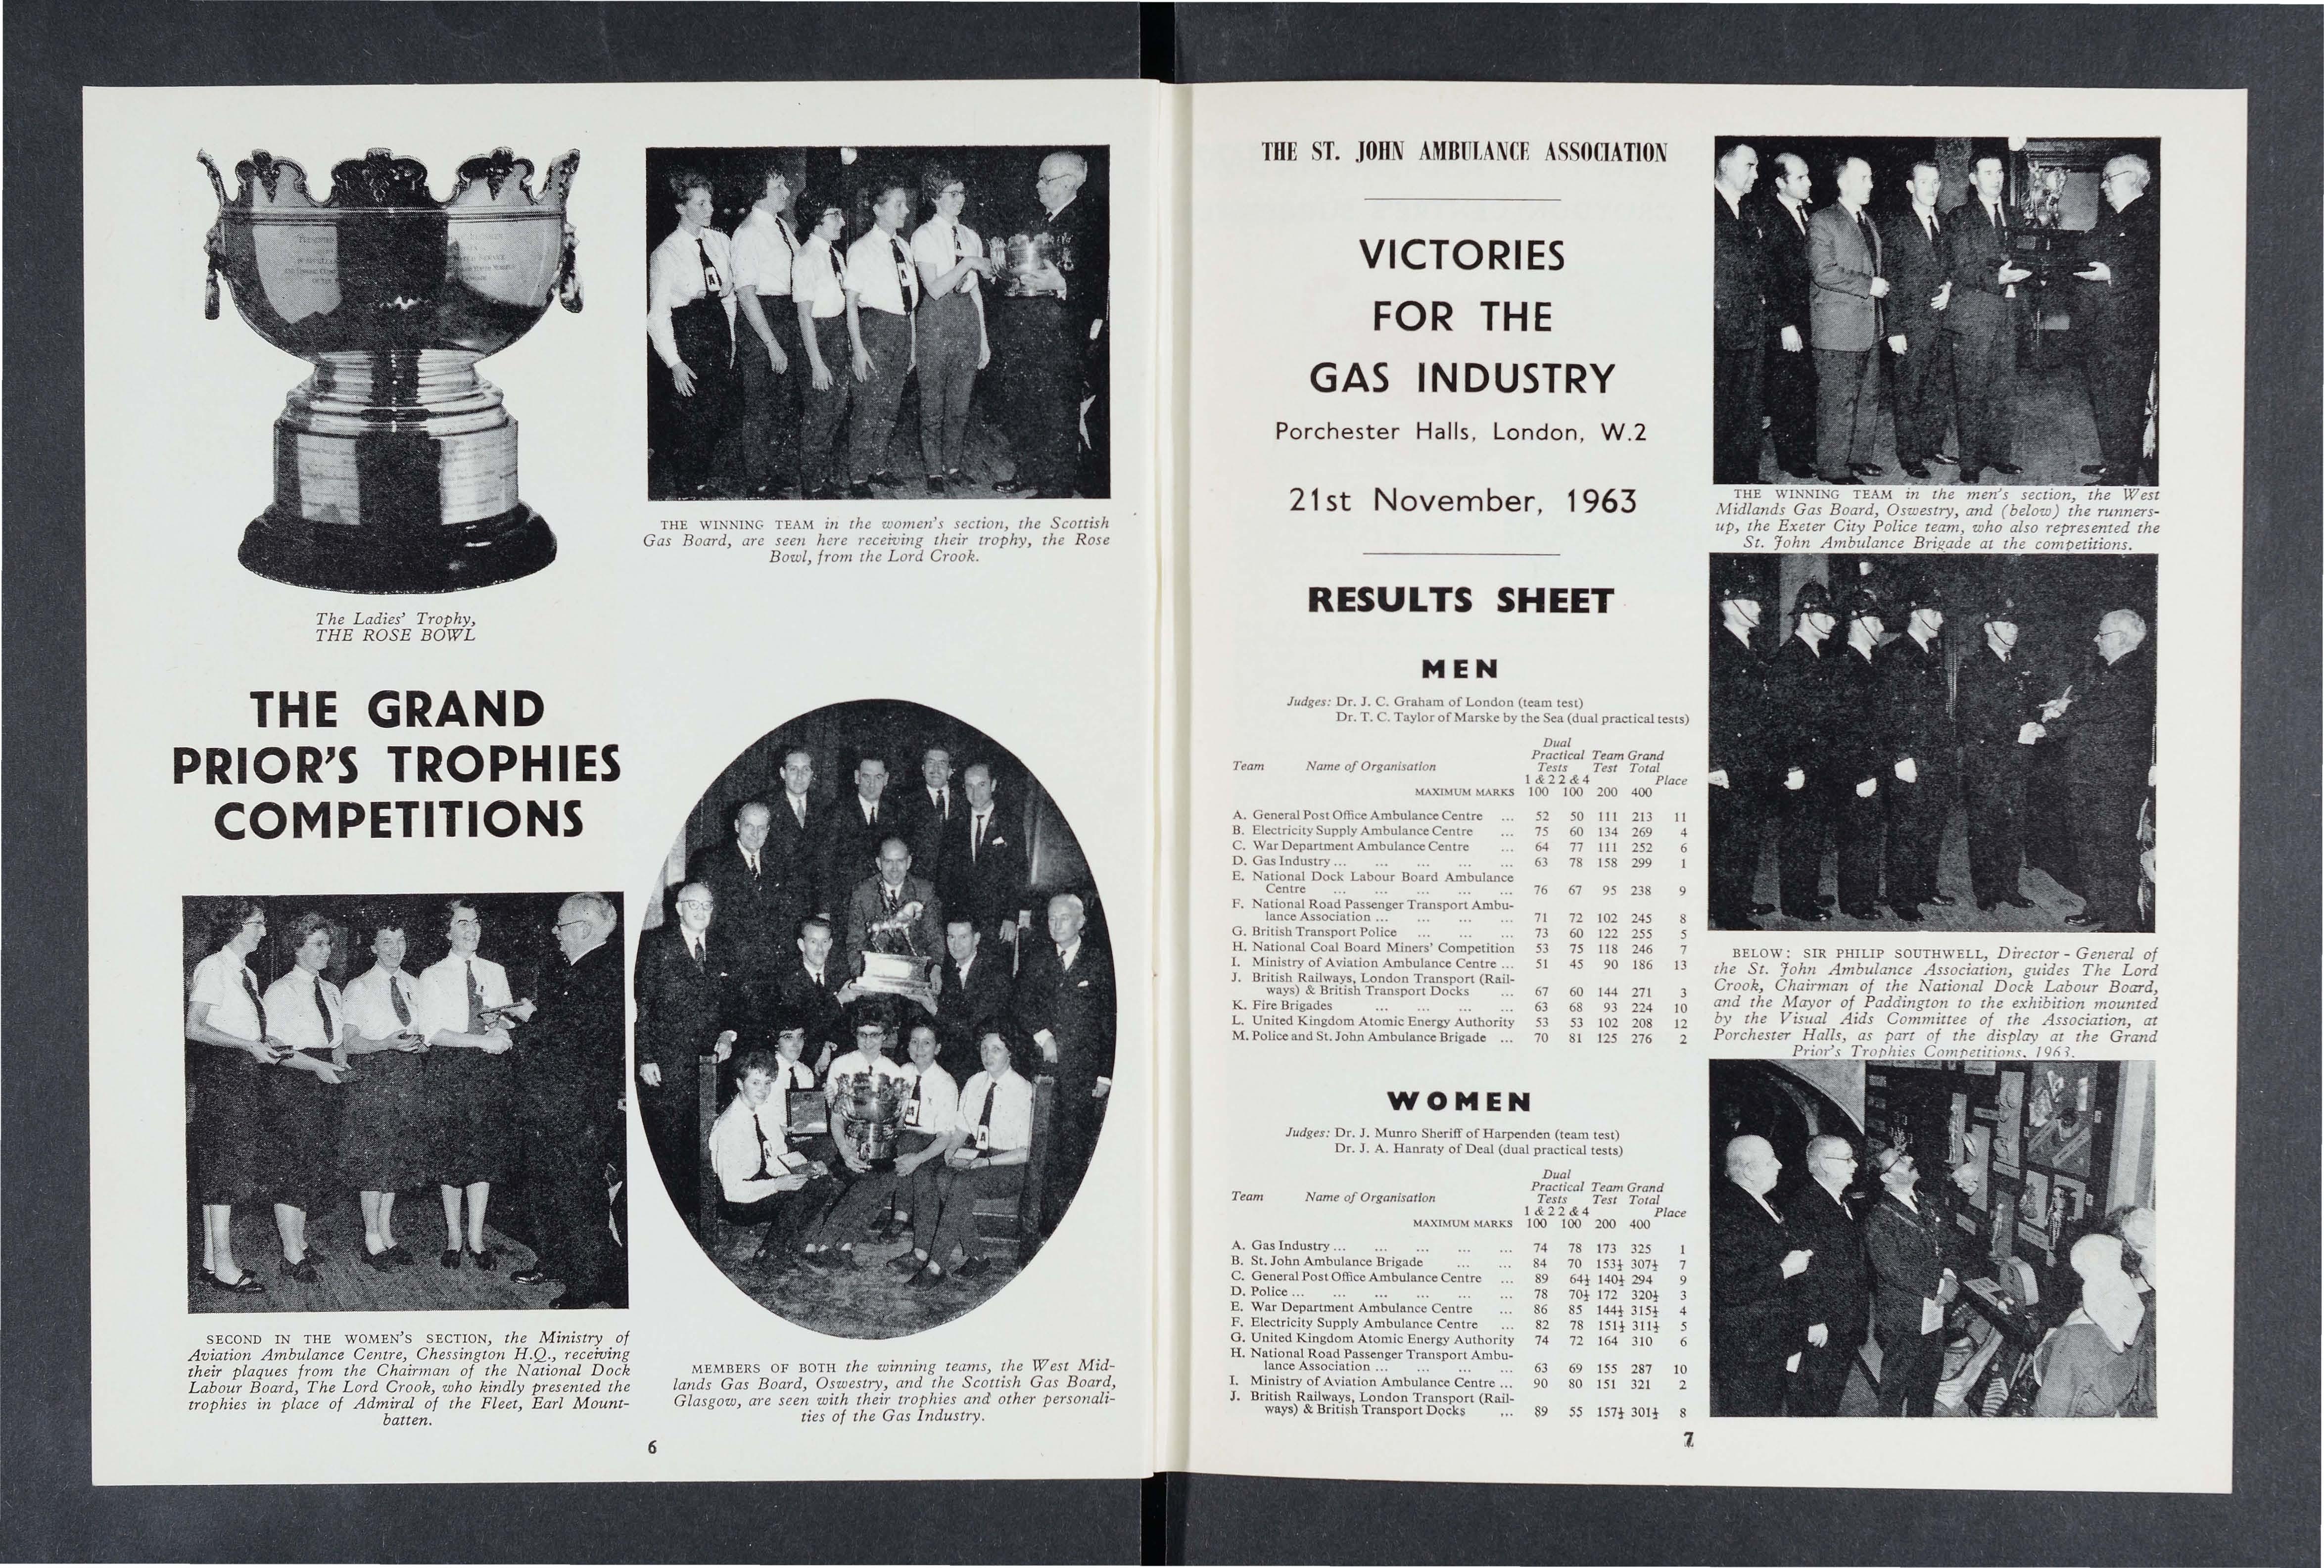 The Ladies' Trophy,
THE ROSE BOWL
THE WINNING TEAM in the women's section, the Scottish
Gas Board, are seen here receiving their trophy, the Rose
Bowl, from the Lord Crook.
THE GRAND
PRIOR'S TROPHIES
COMPETITIONS
SECOND IN THE WOMEN'S SECTION, the Ministry of
Aviation Ambulance Centre, Chessington H.Q., receiving
their plaques from the Chairman of the National Dock
Labour Board, The Lord Crook, who kindly presented the
trophies in place of Admiral of the Fleet, Earl Mount-
batten.
MEMBERS OF BOTH the winning teams, the West Mid-
lands Gas Board, Oswestry, and the Scottish Gas Board,
Glasgow, are seen with their trophies and other personali-
ties of the Gas Industry.
6
THE ST. JOHN AMBULANCE ASSOCIATION
VICTORIES
FOR THE
GAS INDUSTRY
Porchester Halls, London, W.2
21st November, 1963
RESULTS SHEET
MEN
Judges: Dr. J. C. Graham of London (team test)
Dr. T. C. Taylor of Marske by the Sea (dual practical tests)
Dual
Practical Team Grand
Team Name of Organisation Tests Test Total
1 & 2 2 & 4 Place
MAXIMUM MARKS 100 100 200 400
A. General Post Office Ambulance Centre ... 52 50 111 213 11
B. Electricity Supply Ambulance Centre ... 75 60 134 269 4
C. War Department Ambulance Centre ... 64 77 111 252 6
D. Gas Industry ... ... ... ... ... 63 78 158 299 1
E. National Dock Labour Board Ambulance
Centre ... ... ... ... ... 76 67 95 238 9
F. National Road Passenger Transport Ambu-
lance Association ... ... ... ... 71 72 102 245 8
G. British Transport Police ... ... ... 73 60 122 255 5
H. National Coal Board Miners' Competition 53 75 118 246 7
I. Ministry of Aviation Ambulance Centre ... 51 45 90 186 13
J. British Railways, London Transport (Rail-
ways) & British Transport Docks ... 67 60 144 271 3
K. Fire Brigades ... ... ... ... 63 68 93 224 10
L. United Kingdom Atomic Energy Authority 53 53 102 208 12
M. Police and St. John Ambulance Brigade ... 70 81 125 276 2
WOMEN
Judges: Dr. J. Munro Sheriff of Harpenden (team test)
Dr. J. A. Hanraty of Deal (dual practical tests)
Dual
Practical Team Grand
Team Name of Organisation Tests Test Total
1 & 2 2 & 4 Place
MAXIMUM MARKS 100 100 200 400
A. Gas Industry ... ... ... ... ... 74 78 173 325 1
B. St. John Ambulance Brigade ... ... 84 70 153½ 307½ 7
C. General Post Office Ambulance Centre ... 89 64½ 140½ 294 9
D. Police ... ... ... ... ... ... 78 70½ 172 320½ 3
E. War Department Ambulance Centre ... 86 85 144½ 315½ 4
F. Electricity Supply Ambulance Centre ... 82 78 151½ 311½ 5
G. United Kingdom Atomic Energy Authority 74 72 164 310 6
H. National Road Passenger Transport Ambu-
lance Association ... ... ... ... 63 69 155 287 10
I. Ministry of Aviation Ambulance Centre ... 90 80 151 321 2
J. British Railways, London Transport (Rail-
ways) & British Transport Docks ... 89 55 157½ 301½ 8
7
THE WINNING TEAM in the men's section, the West
Midlands Gas Board, Oswestry, and (below) the runners-
up, the Exeter City Police team, who also represented the
St. John Ambulance Brigade at the competitions.
BELOW: SIR PHILIP SOUTHWELL, Director - General of
the St. John Ambulance Association, guides The Lord
Crook, Chairman of the National Dock Labour Board,
and the Mayor of Paddington to the exhibition mounted
by the Visual Aids Committee of the Association, at
Porchester Halls, as part of the display at the Grand
Prior's Trophies Competitions, 1963.